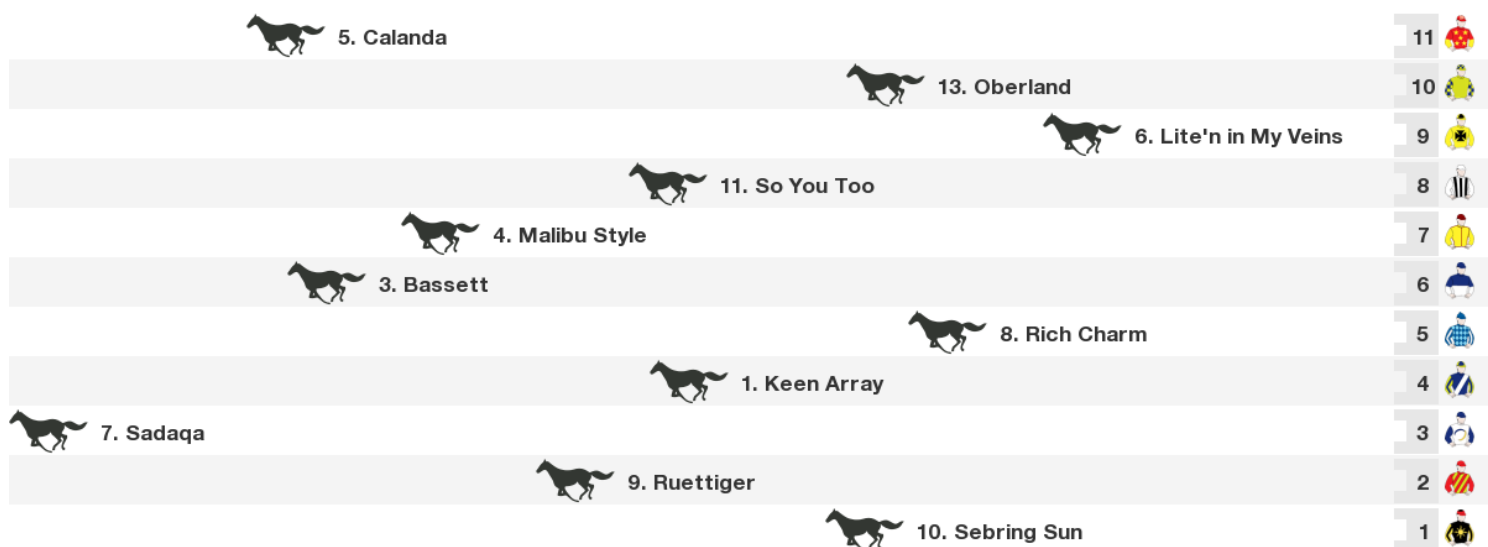 5. Calanda 11
13. Oberland 10
6. Lite'n in My Veins 9
11. So You Too 8
4. Malibu Style 7
3. Bassett 6
8. Rich Charm 5
1. Keen Array 4
7. Sadaqa 3
9. Ruettiger 2
10. Sebring Sun 1